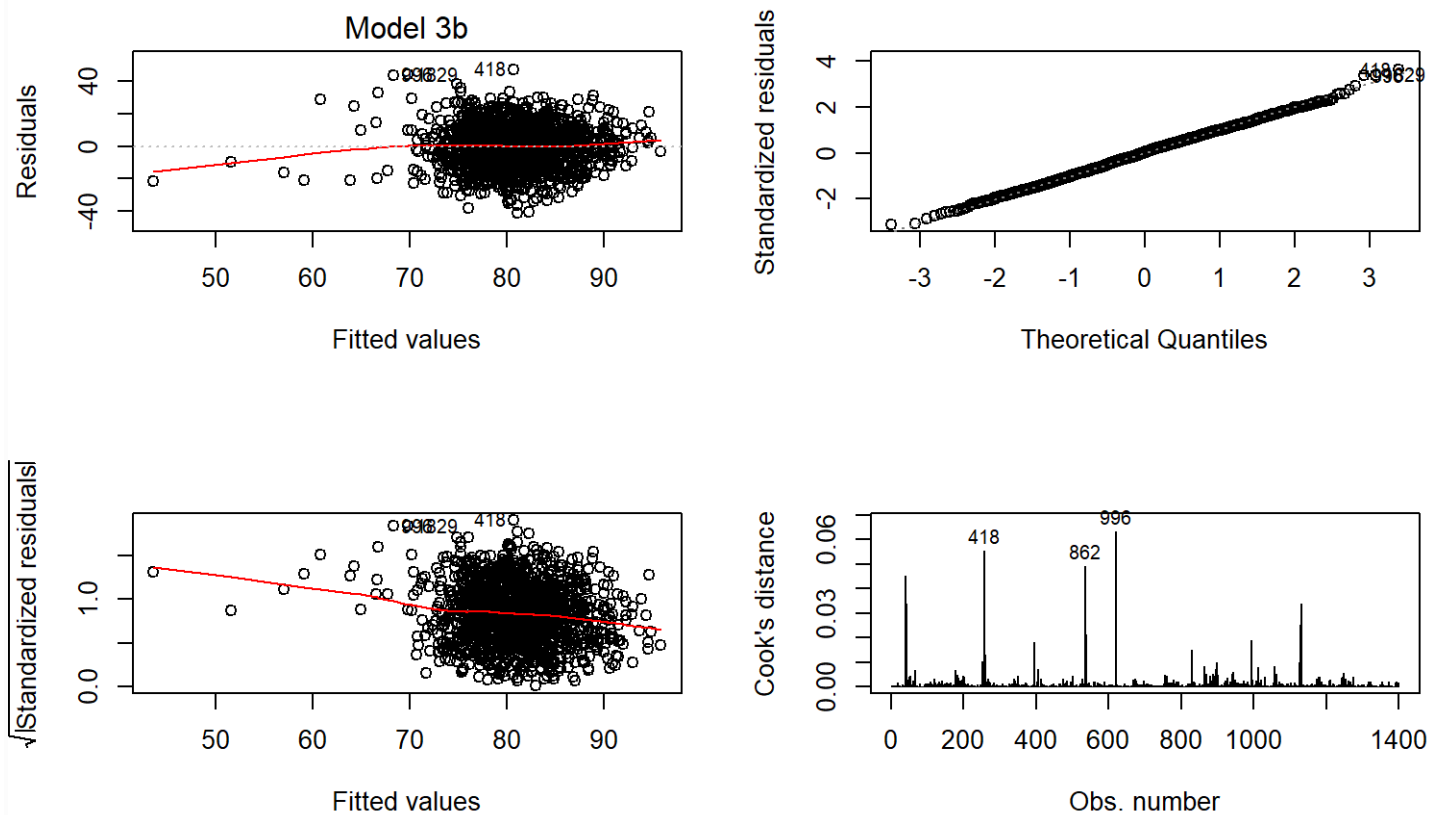 Model 3b
Residuals
-40 0 40
418
50 60 70 80 90
Fitted values
Standardized residuals
-2 0 2 4
-3 -2 -1 0 1 2 3
Theoretical Quantiles
√|Standardized residuals|
0.0 1.0
418
50 60 70 80 90
Fitted values
Cook's distance
0.00 0.03 0.06
418
862
996
0 200 400 600 800 1000 1400
Obs. number